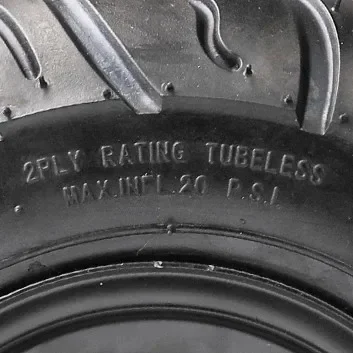 2PLY RATING TUBELESS
MAX.INFL.20 P.S.I.